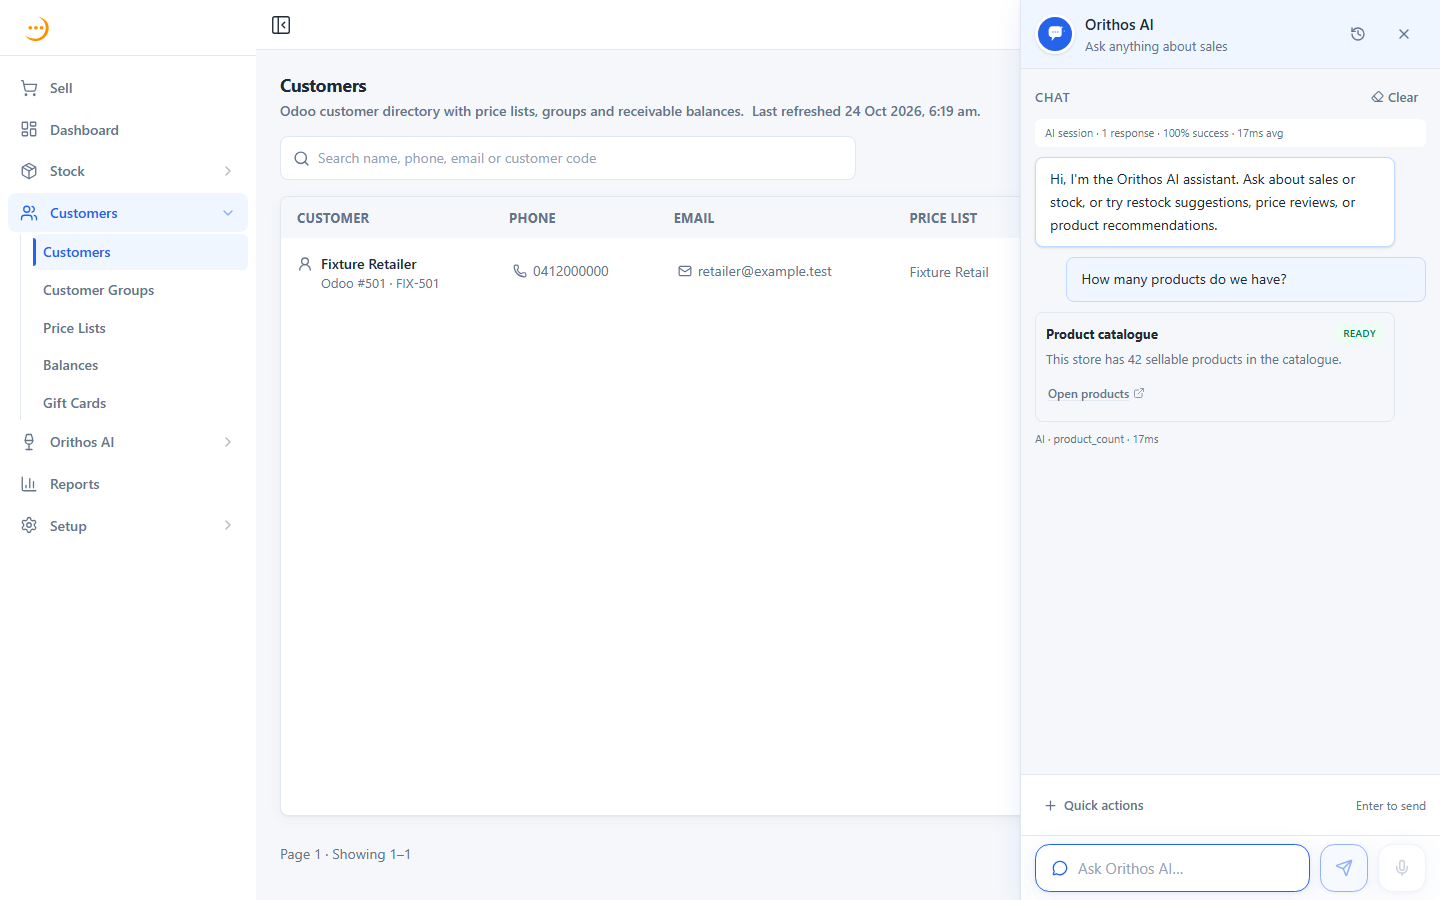 Sell
Dashboard
Stock
Customers
Customers
Customer Groups
Price Lists
Balances
Gift Cards
Orithos AI
Reports
Setup
Customers
Odoo customer directory with price lists, groups and receivable balances. Last refreshed 24 Oct 2026, 6:19 am.
Search name, phone, email or customer code
CUSTOMER PHONE EMAIL PRICE LIST
Fixture Retailer 0412000000 retailer@example.test Fixture Retail
Odoo #501 · FIX-501
Page 1 · Showing 1–1
Orithos AI
Ask anything about sales
CHAT Clear
AI session · 1 response · 100% success · 17ms avg
Hi, I'm the Orithos AI assistant. Ask about sales or
stock, or try restock suggestions, price reviews, or
product recommendations.
How many products do we have?
Product catalogue READY
This store has 42 sellable products in the catalogue.
Open products
AI · product_count · 17ms
Quick actions Enter to send
Ask Orithos AI...